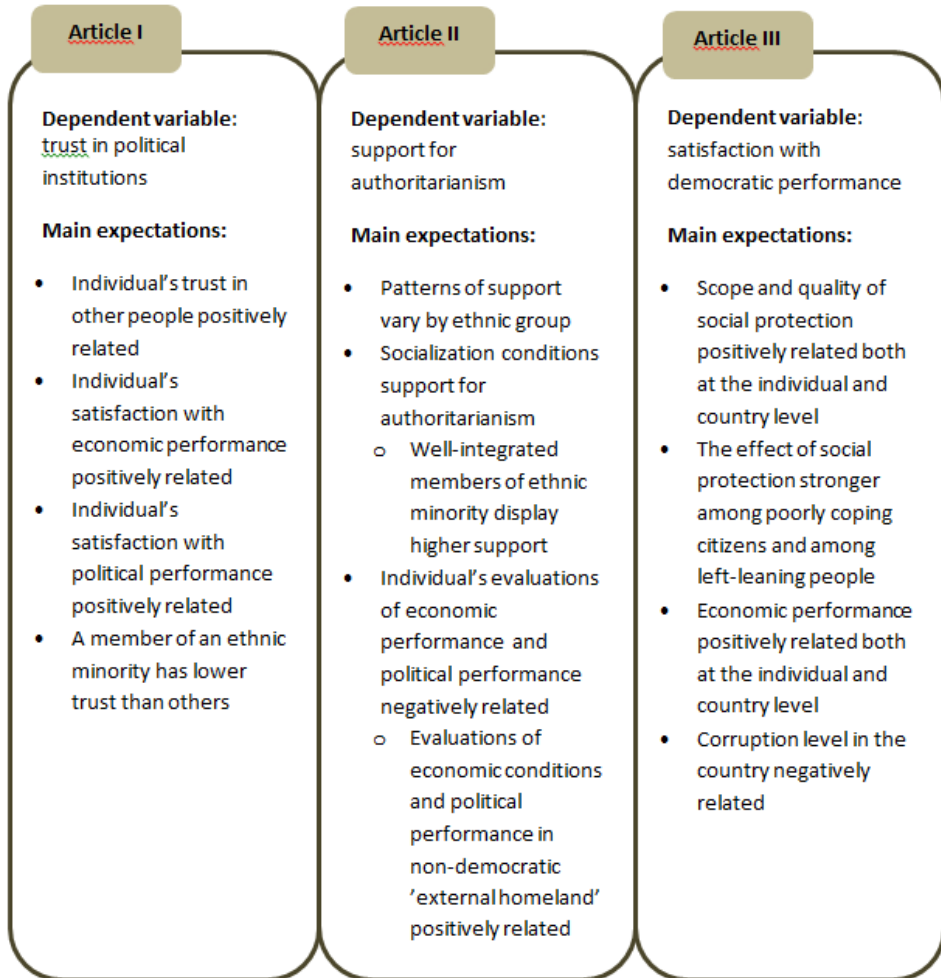 Article I
Dependent variable:
trust in political
institutions
Main expectations:
• Individual’s trust in
other people positively
related
• Individual’s
satisfaction with
economic performance
positively related
• Individual’s
satisfaction with
political performance
positively related
• A member of an ethnic
minority has lower
trust than others
Article II
Dependent variable:
support for
authoritarianism
Main expectations:
• Patterns of support
vary by ethnic group
• Socialization conditions
support for
authoritarianism
o Well-integrated
members of ethnic
minority display
higher support
• Individual’s evaluations
of economic
performance and
political performance
negatively related
o Evaluations of
economic conditions
and political
performance in
non-democratic
’external homeland’
positively related
Article III
Dependent variable:
satisfaction with
democratic performance
Main expectations:
• Scope and quality of
social protection
positively related both
at the individual and
country level
• The effect of social
protection stronger
among poorly coping
citizens and among
left-leaning people
• Economic performance
positively related both
at the individual and
country level
• Corruption level in the
country negatively
related